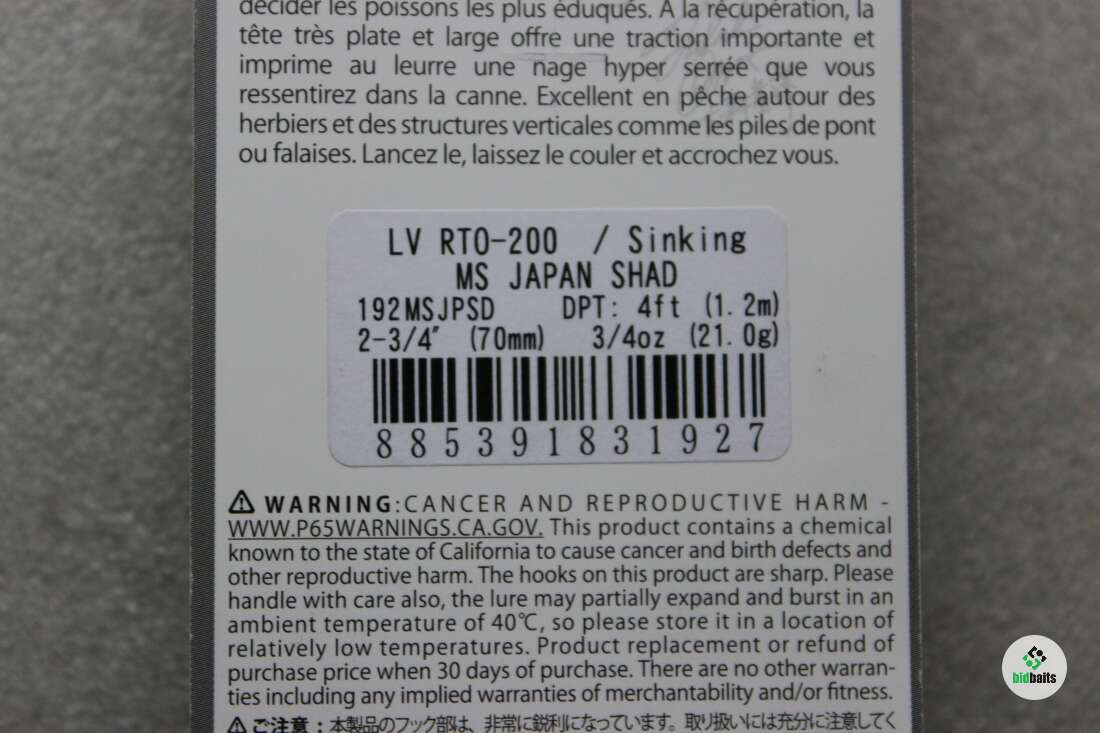 décider les poissons les plus éduqués. A la récupération, la
tête très plate et large offre une traction importante et
imprime au leurre une nage hyper serrée que vous
ressentirez dans la canne. Excellent en pêche autour des
herbiers et des structures verticales comme les piles de pont
ou falaises. Lancez le, laissez le couler et accrochez vous.
LV RTO-200 / Sinking
MS JAPAN SHAD
192MSJPSD DPT: 4ft (1.2m)
2-3/4" (70mm) 3/4oz (21.0g)
885391831927
⚠ WARNING:CANCER AND REPRODUCTIVE HARM -
WWW.P65WARNINGS.CA.GOV. This product contains a chemical
known to the state of California to cause cancer and birth defects and
other reproductive harm. The hooks on this product are sharp. Please
handle with care also, the lure may partially expand and burst in an
ambient temperature of 40℃, so please store it in a location of
relatively low temperatures. Product replacement or refund of
purchase price when 30 days of purchase. There are no other warran-
ties including any implied warranties of merchantability and/or fitness.
⚠ご注意：本製品のフック部は、非常に鋭利になっています。取り扱いには充分に注意してく
bidbaits